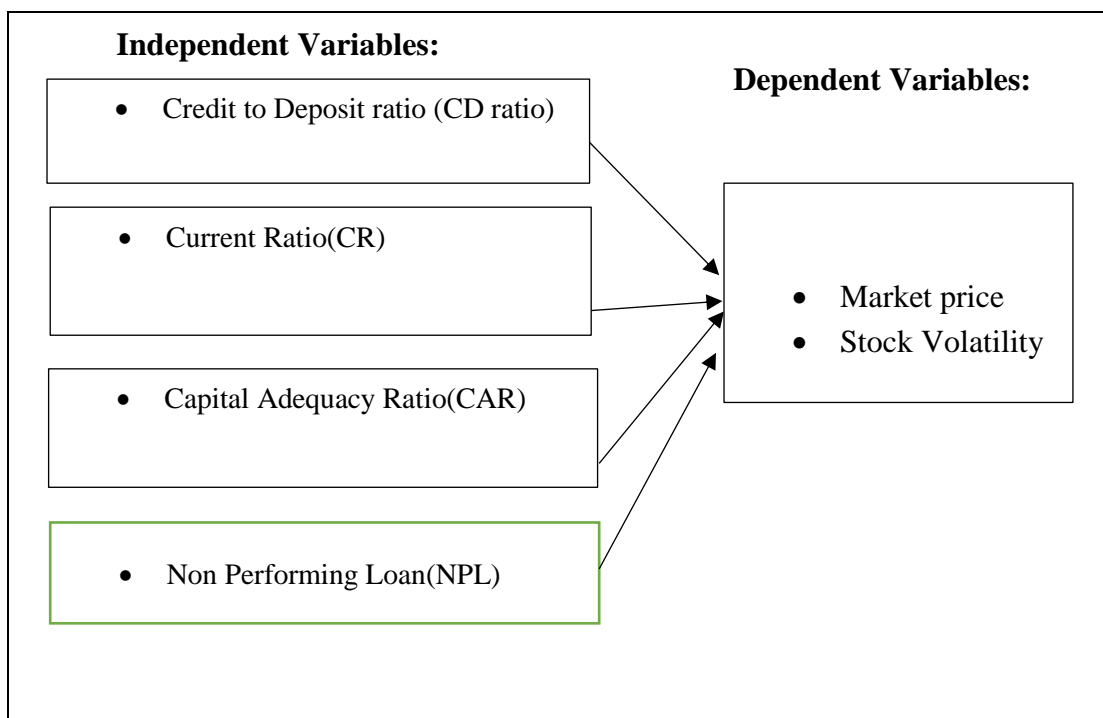 Independent Variables:
• Credit to Deposit ratio (CD ratio)
• Current Ratio(CR)
• Capital Adequacy Ratio(CAR)
• Non Performing Loan(NPL)
Dependent Variables:
• Market price
• Stock Volatility